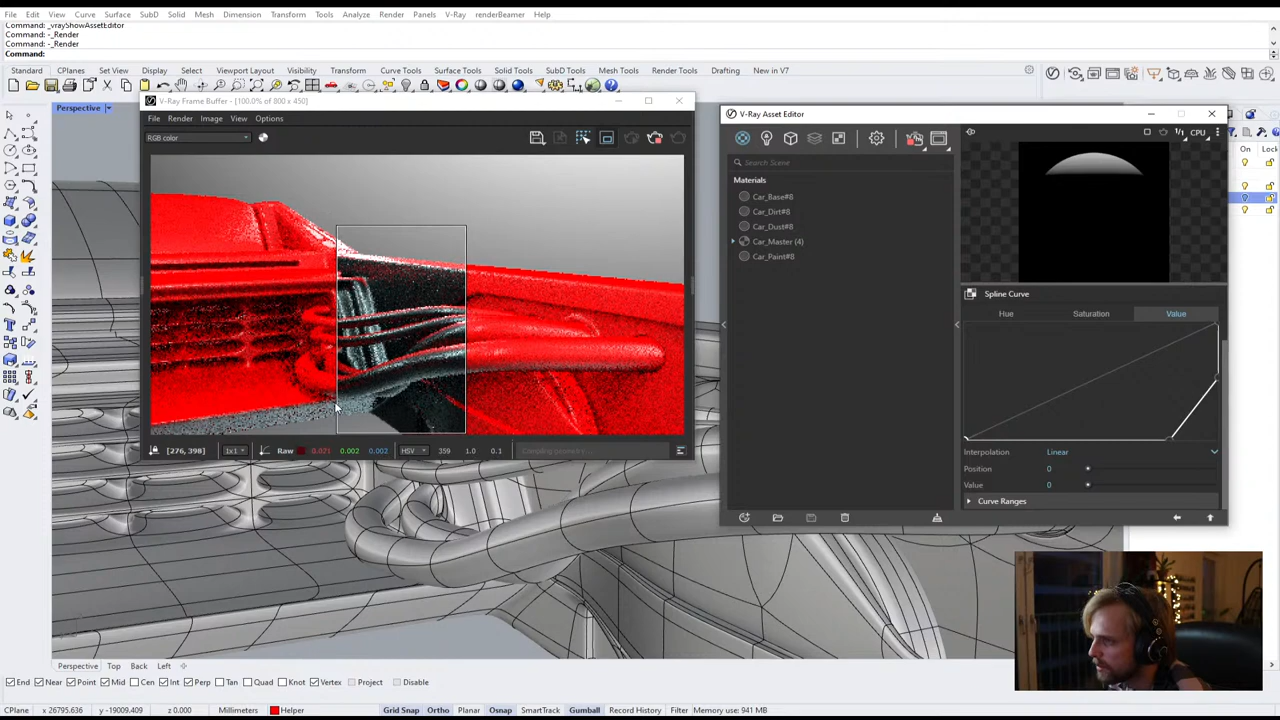 File Edit View Curve Surface SubD Solid Mesh Dimension Transform Tools Analyze Render Panels V-Ray renderBeamer Help
Command: _vrayShowAssetEditor
Command: -_Render
Command: -_Render
Command:
Standard CPlanes Set View Display Select Viewport Layout Visibility Transform Curve Tools Surface Tools Solid Tools SubD Tools Mesh Tools Render Tools Drafting New in V7
Perspective
V-Ray Frame Buffer - [100.0% of 800 x 450]
File Render Image View Options
RGB color
[276, 398] 1x1 Raw 0.021 0.002 0.002 HSV 359 1.0 0.1 Compiling geometry...
V-Ray Asset Editor
CPU
Search Scene
Materials
Car_Base#8
Car_Dirt#8
Car_Dust#8
Car_Master (4)
Car_Paint#8
Spline Curve
Hue Saturation Value
Interpolation Linear
Position 0
Value 0
Curve Ranges
On Lock
Perspective Top Back Left
End Near Point Mid Cen Int Perp Tan Quad Knot Vertex Project Disable
CPlane x 26795.636 y -19009.409 z 0.000 Millimeters Helper Grid Snap Ortho Planar Osnap SmartTrack Gumball Record History Filter Memory use: 941 MB